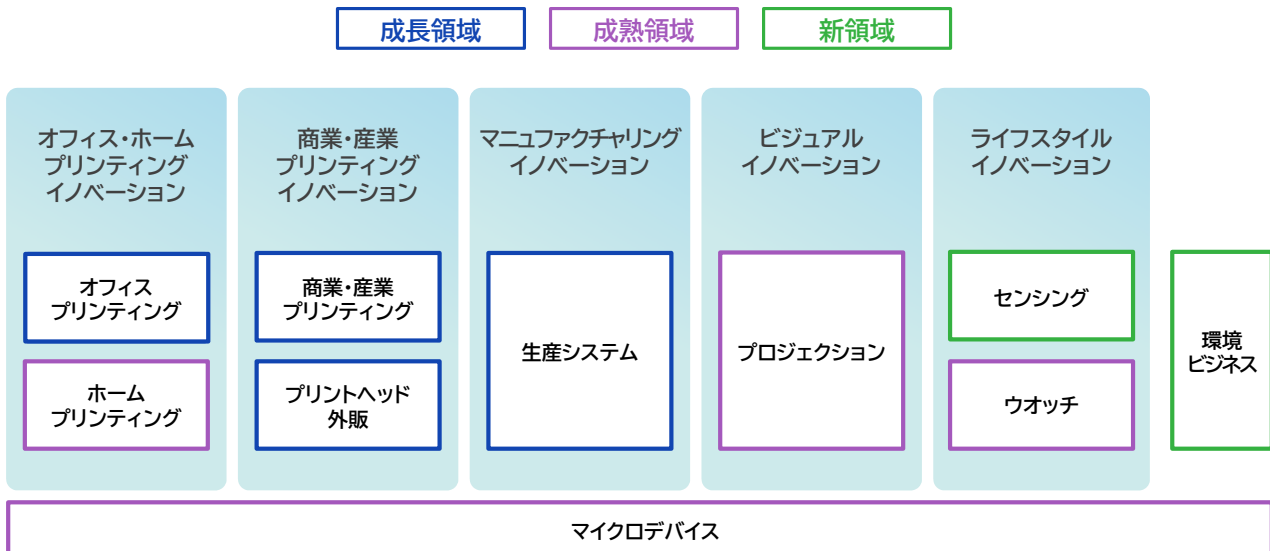 成長領域
成熟領域
新領域
オフィス・ホーム
プリンティング
イノベーション
商業・産業
プリンティング
イノベーション
マニュファクチャリング
イノベーション
ビジュアル
イノベーション
ライフスタイル
イノベーション
オフィス
プリンティング
ホーム
プリンティング
商業・産業
プリンティング
プリントヘッド
外販
生産システム
プロジェクション
センシング
ウオッチ
環境
ビジネス
マイクロデバイス